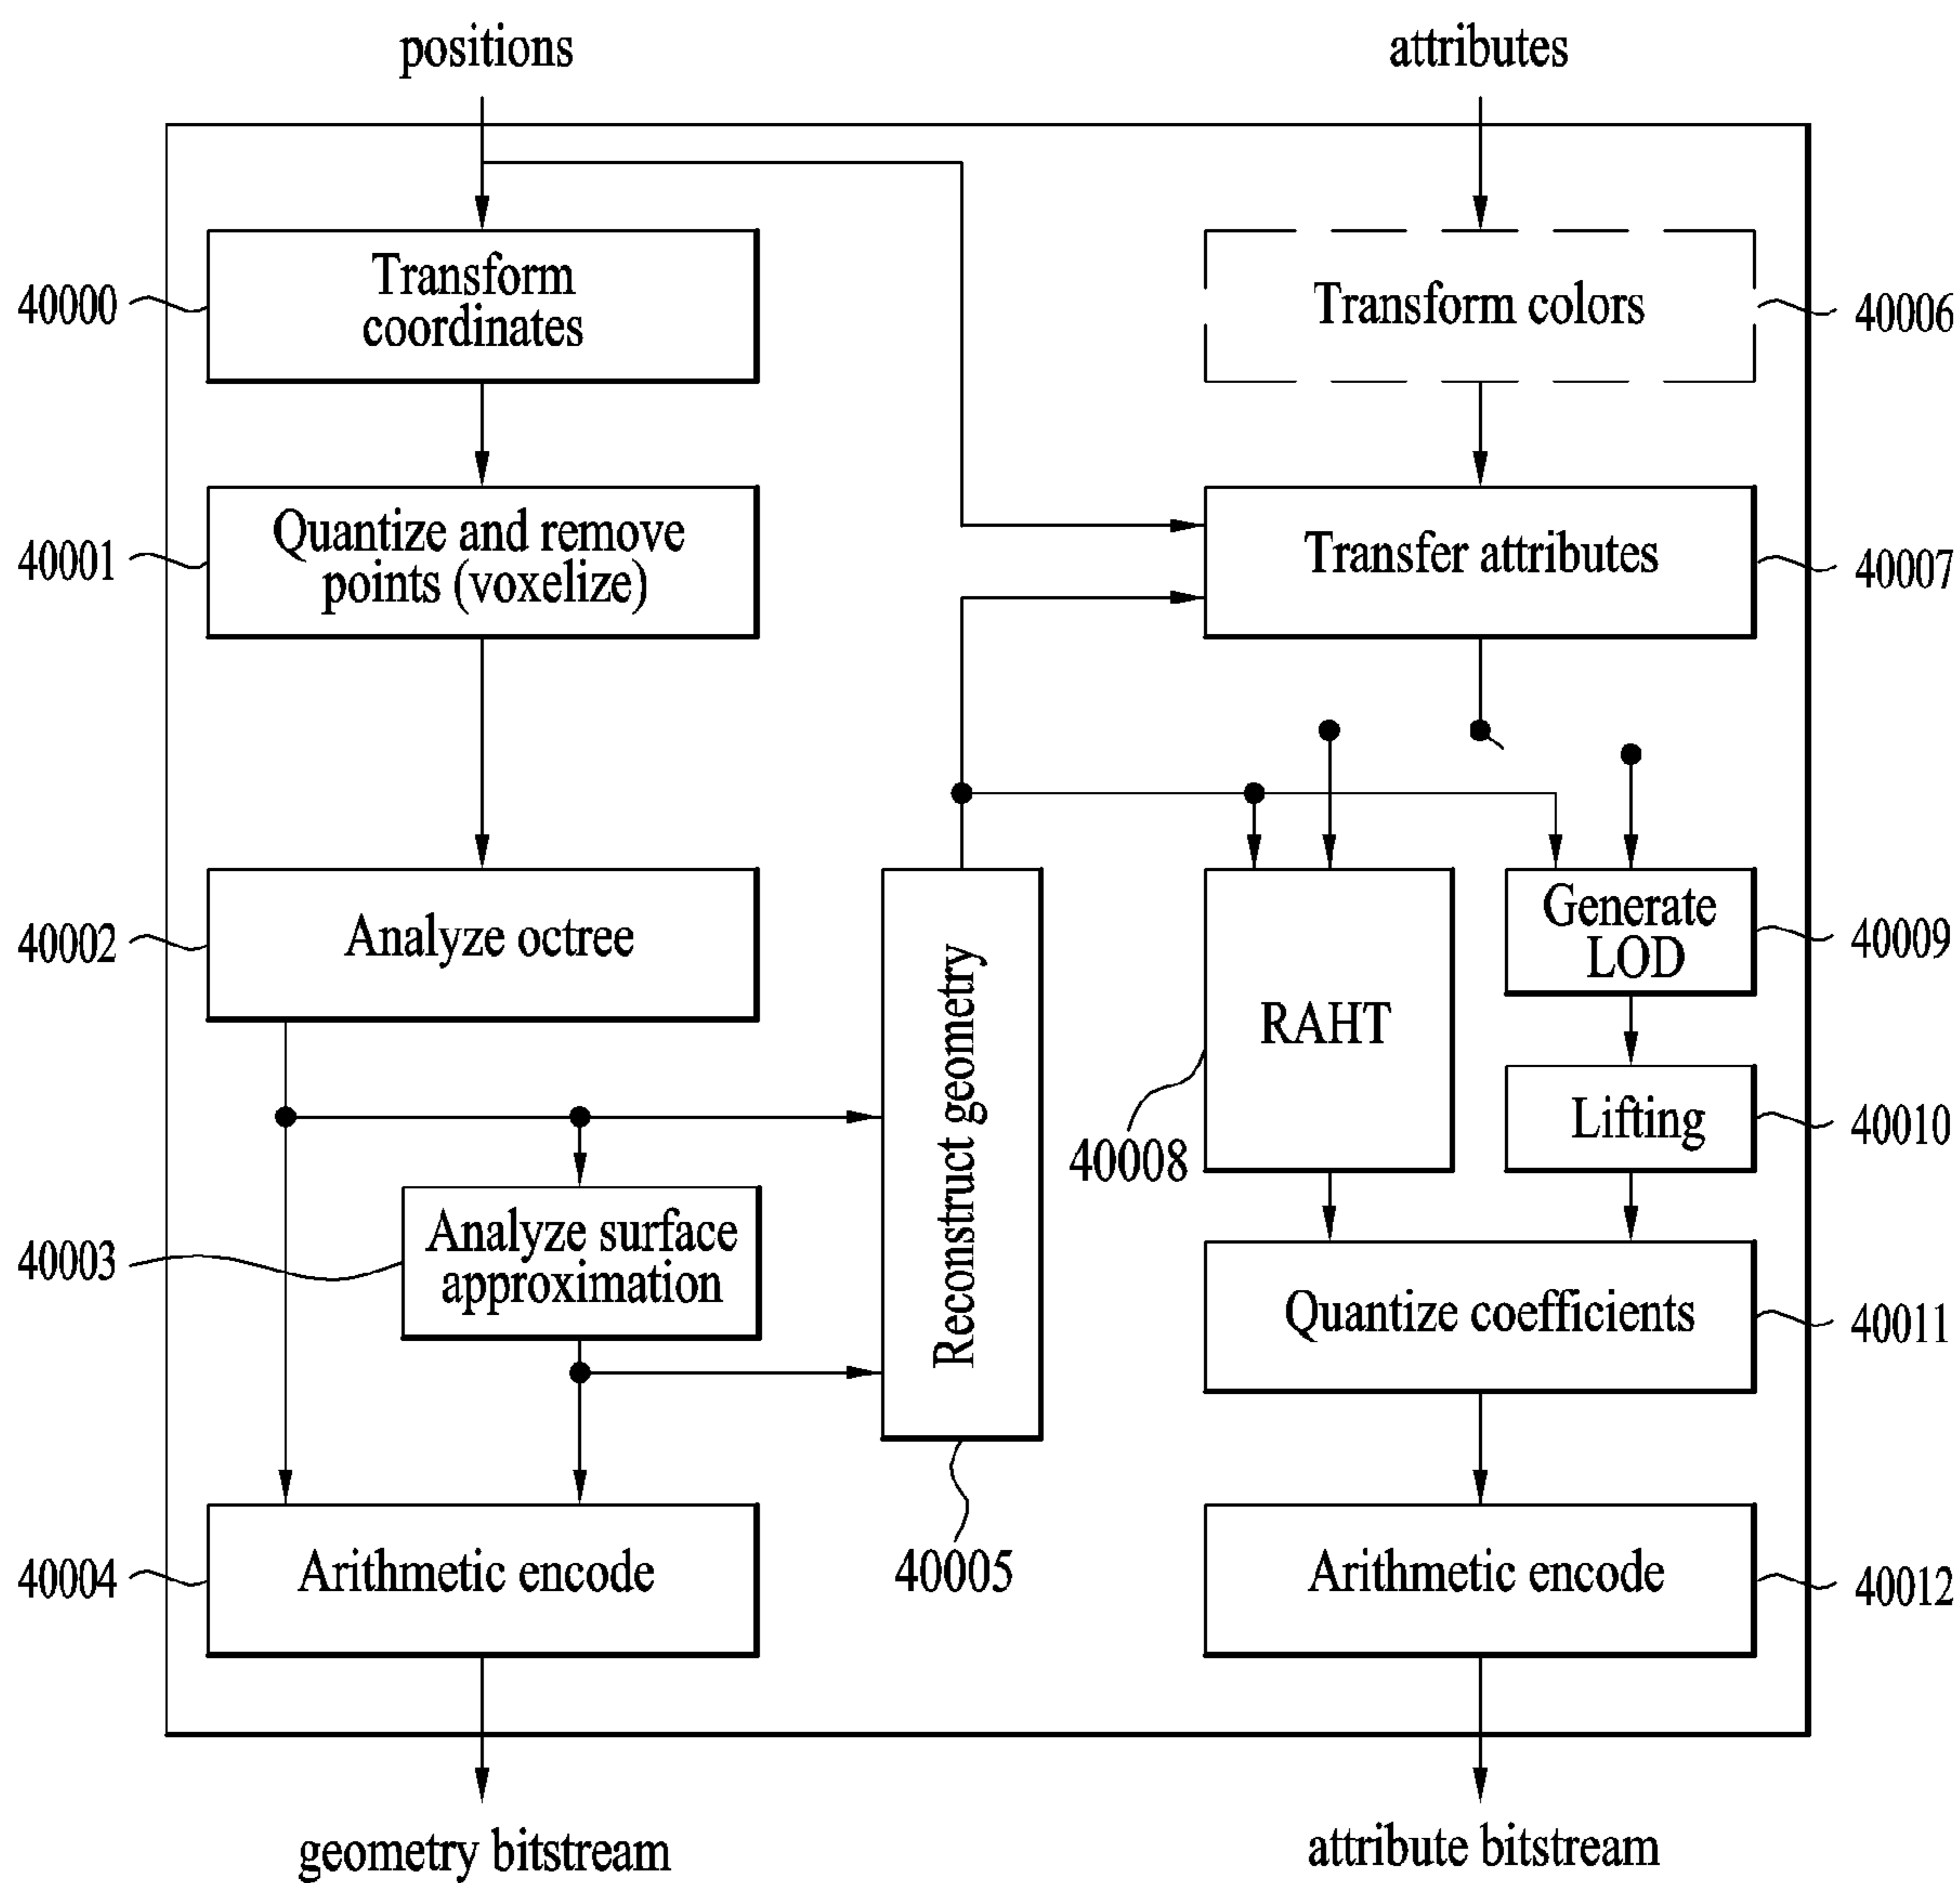 positions
attributes
Transform
coordinates
40000
Transform colors
40006
Quantize and remove
points (voxelize)
40001
Transfer attributes
40007
Analyze octree
40002
Reconstruct geometry
40005
RAHT
40008
Generate
LOD
40009
Lifting
40010
Analyze surface
approximation
40003
Quantize coefficients
40011
Arithmetic encode
40004
Arithmetic encode
40012
geometry bitstream
attribute bitstream